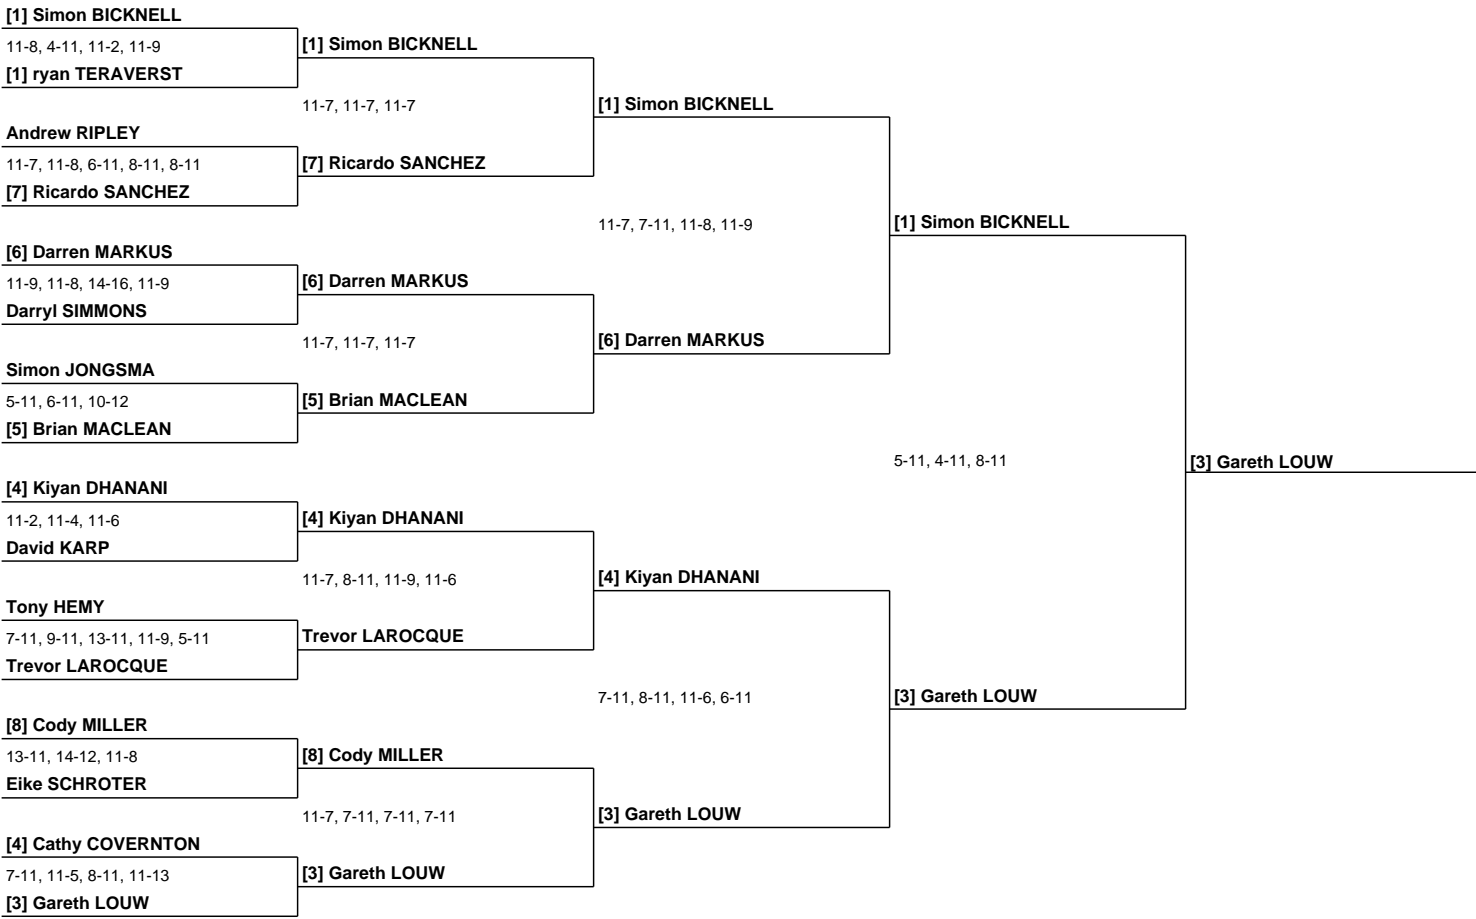 [1] Simon BICKNELL
11-8, 4-11, 11-2, 11-9
[1] ryan TERAVERST
Andrew RIPLEY
11-7, 11-8, 6-11, 8-11, 8-11
[7] Ricardo SANCHEZ
[6] Darren MARKUS
11-9, 11-8, 14-16, 11-9
Darryl SIMMONS
Simon JONGSMA
5-11, 6-11, 10-12
[5] Brian MACLEAN
[4] Kiyan DHANANI
11-2, 11-4, 11-6
David KARP
Tony HEMY
7-11, 9-11, 13-11, 11-9, 5-11
Trevor LAROCQUE
[8] Cody MILLER
13-11, 14-12, 11-8
Eike SCHROTER
[4] Cathy COVERNTON
7-11, 11-5, 8-11, 11-13
[3] Gareth LOUW
[1] Simon BICKNELL
11-7, 11-7, 11-7
[7] Ricardo SANCHEZ
[6] Darren MARKUS
11-7, 11-7, 11-7
[5] Brian MACLEAN
[4] Kiyan DHANANI
11-7, 8-11, 11-9, 11-6
Trevor LAROCQUE
[8] Cody MILLER
11-7, 7-11, 7-11, 7-11
[3] Gareth LOUW
[1] Simon BICKNELL
11-7, 7-11, 11-8, 11-9
[6] Darren MARKUS
[4] Kiyan DHANANI
7-11, 8-11, 11-6, 6-11
[3] Gareth LOUW
[1] Simon BICKNELL
5-11, 4-11, 8-11
[3] Gareth LOUW
[3] Gareth LOUW